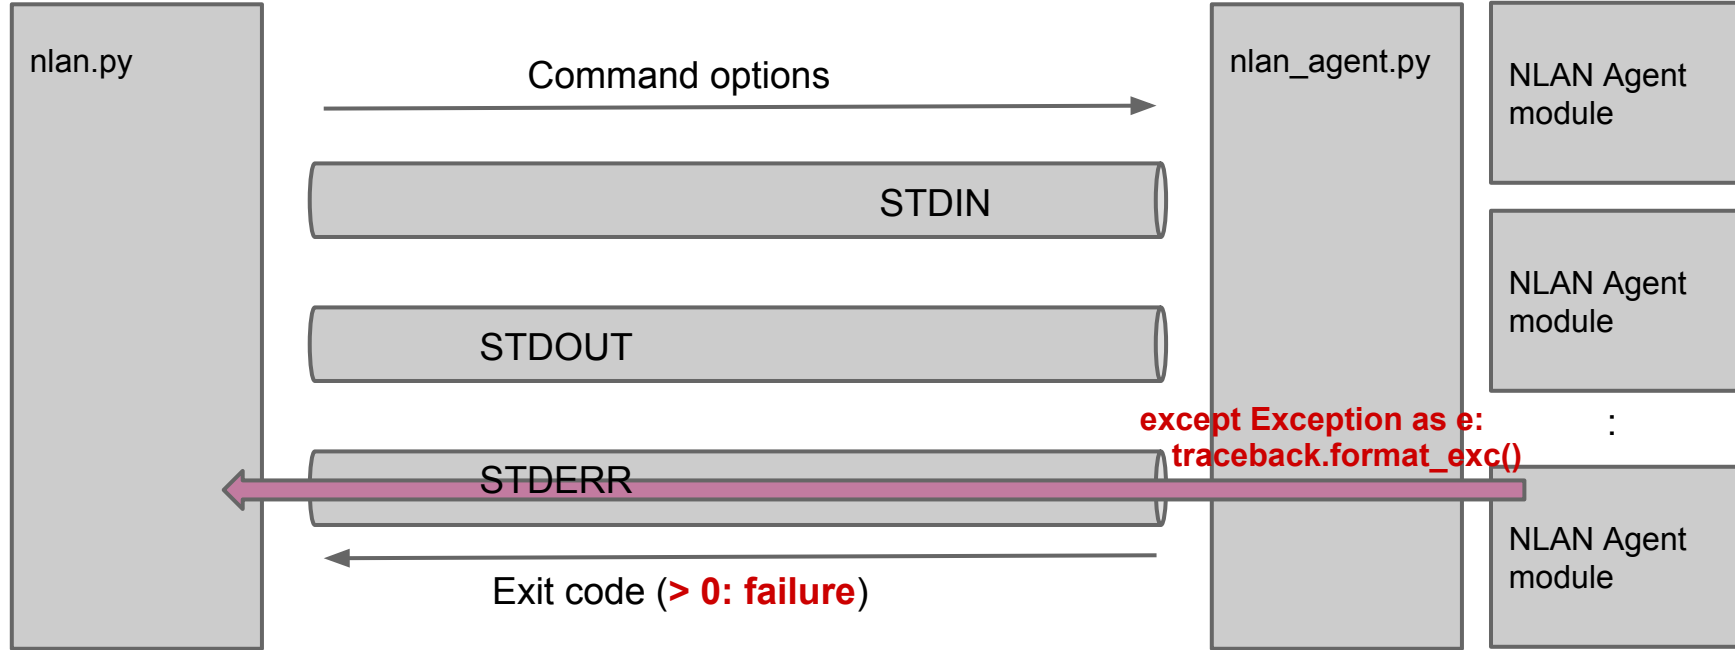 nlan.py
Command options
STDIN
STDOUT
STDERR
Exit code (> 0: failure)
nlan_agent.py
except Exception as e:
traceback.format_exc()
NLAN Agent
module
NLAN Agent
module
:
NLAN Agent
module